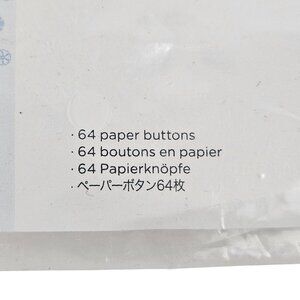 · 64 paper buttons
· 64 boutons en papier
· 64 Papierknöpfe
· ペーパーボタン64枚